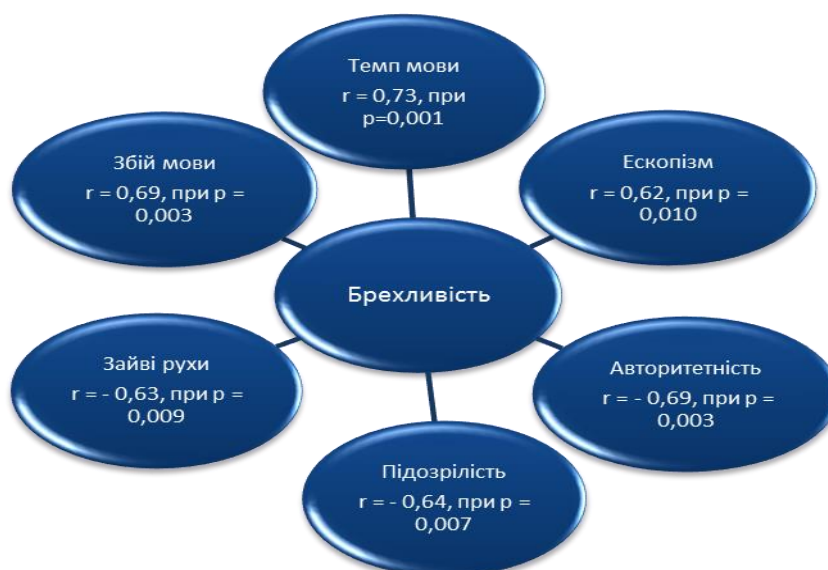 Темп мови
r = 0,73, при
p=0,001
Збій мови
r = 0,69, при p =
0,003
Ескопізм
r = 0,62, при p =
0,010
Брехливість
Зайві рухи
r = - 0,63, при p =
0,009
Авторитетність
r = - 0,69, при p =
0,003
Підозрілість
r = - 0,64, при p =
0,007